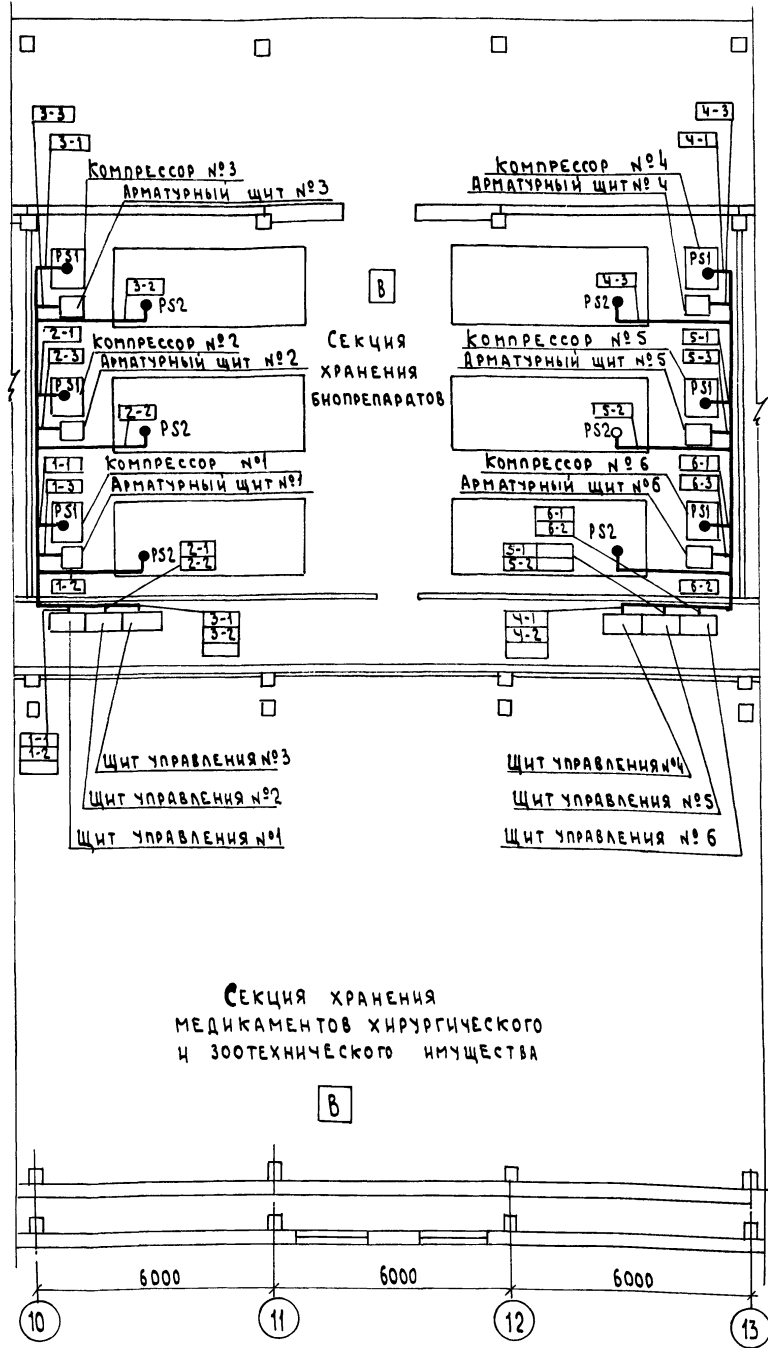 3-3
4-3
3-1
4-1
КОМПРЕССОР №3
КОМПРЕССОР №4
АРМАТУРНЫЙ ЩИТ №3
АРМАТУРНЫЙ ЩИТ №4
PS1
PS1
3-2
В
4-3
PS2
PS2
2-1
СЕКЦИЯ
5-1
2-3
КОМПРЕССОР №2
КОМПРЕССОР №5
5-3
АРМАТУРНЫЙ ЩИТ №2
ХРАНЕНИЯ
АРМАТУРНЫЙ ЩИТ №5
PS1
БИОПРЕПАРАТОВ
PS1
2-2
5-2
PS2
PS2
1-1
КОМПРЕССОР №1
КОМПРЕССОР №6
6-1
1-3
АРМАТУРНЫЙ ЩИТ №1
АРМАТУРНЫЙ ЩИТ №6
6-3
PS1
PS1
6-1
6-2
PS2
PS2
2-1
2-2
5-1
5-2
1-2
6-2
3-1
3-2
4-1
4-2
1-1
1-2
ЩИТ УПРАВЛЕНИЯ №3
ЩИТ УПРАВЛЕНИЯ №4
ЩИТ УПРАВЛЕНИЯ №2
ЩИТ УПРАВЛЕНИЯ №5
ЩИТ УПРАВЛЕНИЯ №1
ЩИТ УПРАВЛЕНИЯ №6
СЕКЦИЯ ХРАНЕНИЯ
МЕДИКАМЕНТОВ ХИРУРГИЧЕСКОГО
И ЗООТЕХНИЧЕСКОГО ИМУЩЕСТВА
В
6000
6000
6000
10
11
12
13